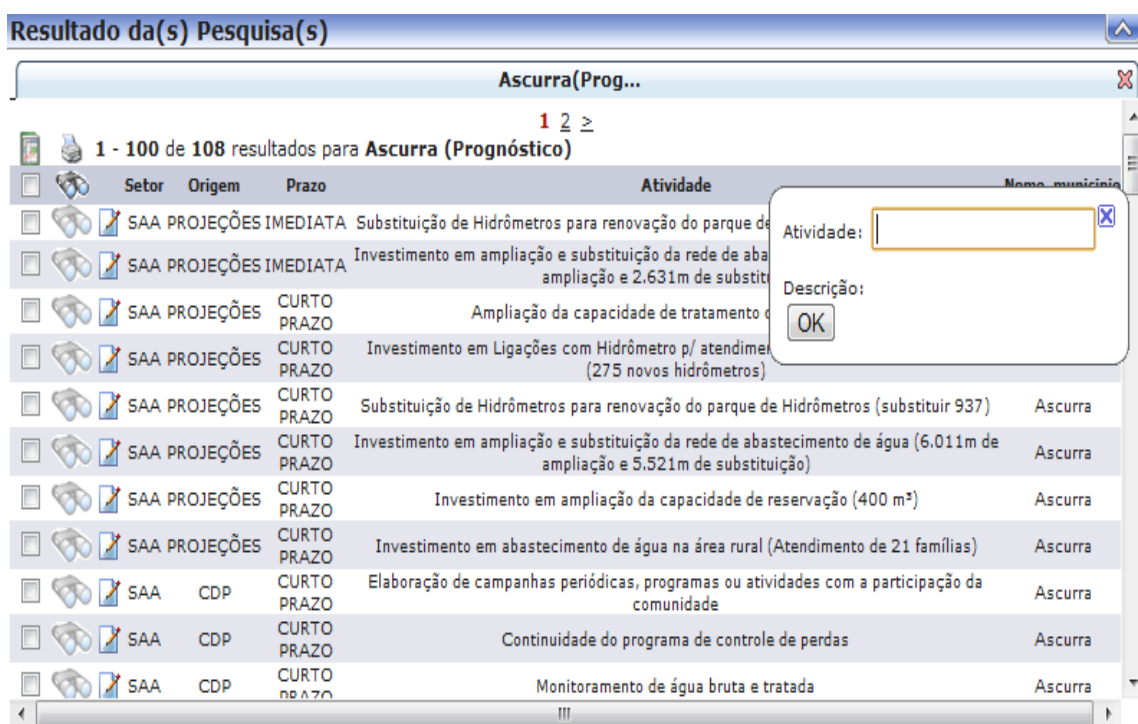 Resultado da(s) Pesquisa(s)
Ascurra(Prog...
1 2 >
1 - 100 de 108 resultados para Ascurra (Prognóstico)
Setor Origem Prazo Atividade Nome_municipio
SAA PROJEÇÕES IMEDIATA Substituição de Hidrômetros para renovação do parque de
SAA PROJEÇÕES IMEDIATA Investimento em ampliação e substituição da rede de aba
ampliação e 2.631m de substitu
Atividade:
Descrição:
OK
SAA PROJEÇÕES CURTO PRAZO Ampliação da capacidade de tratamento
SAA PROJEÇÕES CURTO PRAZO Investimento em Ligações com Hidrômetro p/ atendimen
(275 novos hidrômetros)
SAA PROJEÇÕES CURTO PRAZO Substituição de Hidrômetros para renovação do parque de Hidrômetros (substituir 937) Ascurra
SAA PROJEÇÕES CURTO PRAZO Investimento em ampliação e substituição da rede de abastecimento de água (6.011m de
ampliação e 5.521m de substituição) Ascurra
SAA PROJEÇÕES CURTO PRAZO Investimento em ampliação da capacidade de reservação (400 m³) Ascurra
SAA PROJEÇÕES CURTO PRAZO Investimento em abastecimento de água na área rural (Atendimento de 21 famílias) Ascurra
SAA CDP CURTO PRAZO Elaboração de campanhas periódicas, programas ou atividades com a participação da
comunidade Ascurra
SAA CDP CURTO PRAZO Continuidade do programa de controle de perdas Ascurra
SAA CDP CURTO PRAZO Monitoramento de água bruta e tratada Ascurra